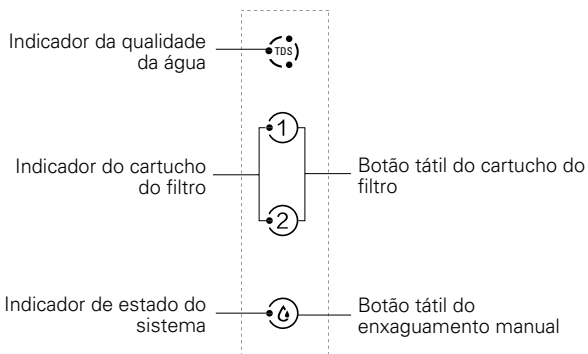 Indicador da qualidade
da água
TDS
1
Indicador do cartucho
do filtro
Botão tátil do cartucho do
filtro
2
Indicador de estado do
sistema
Botão tátil do
enxaguamento manual